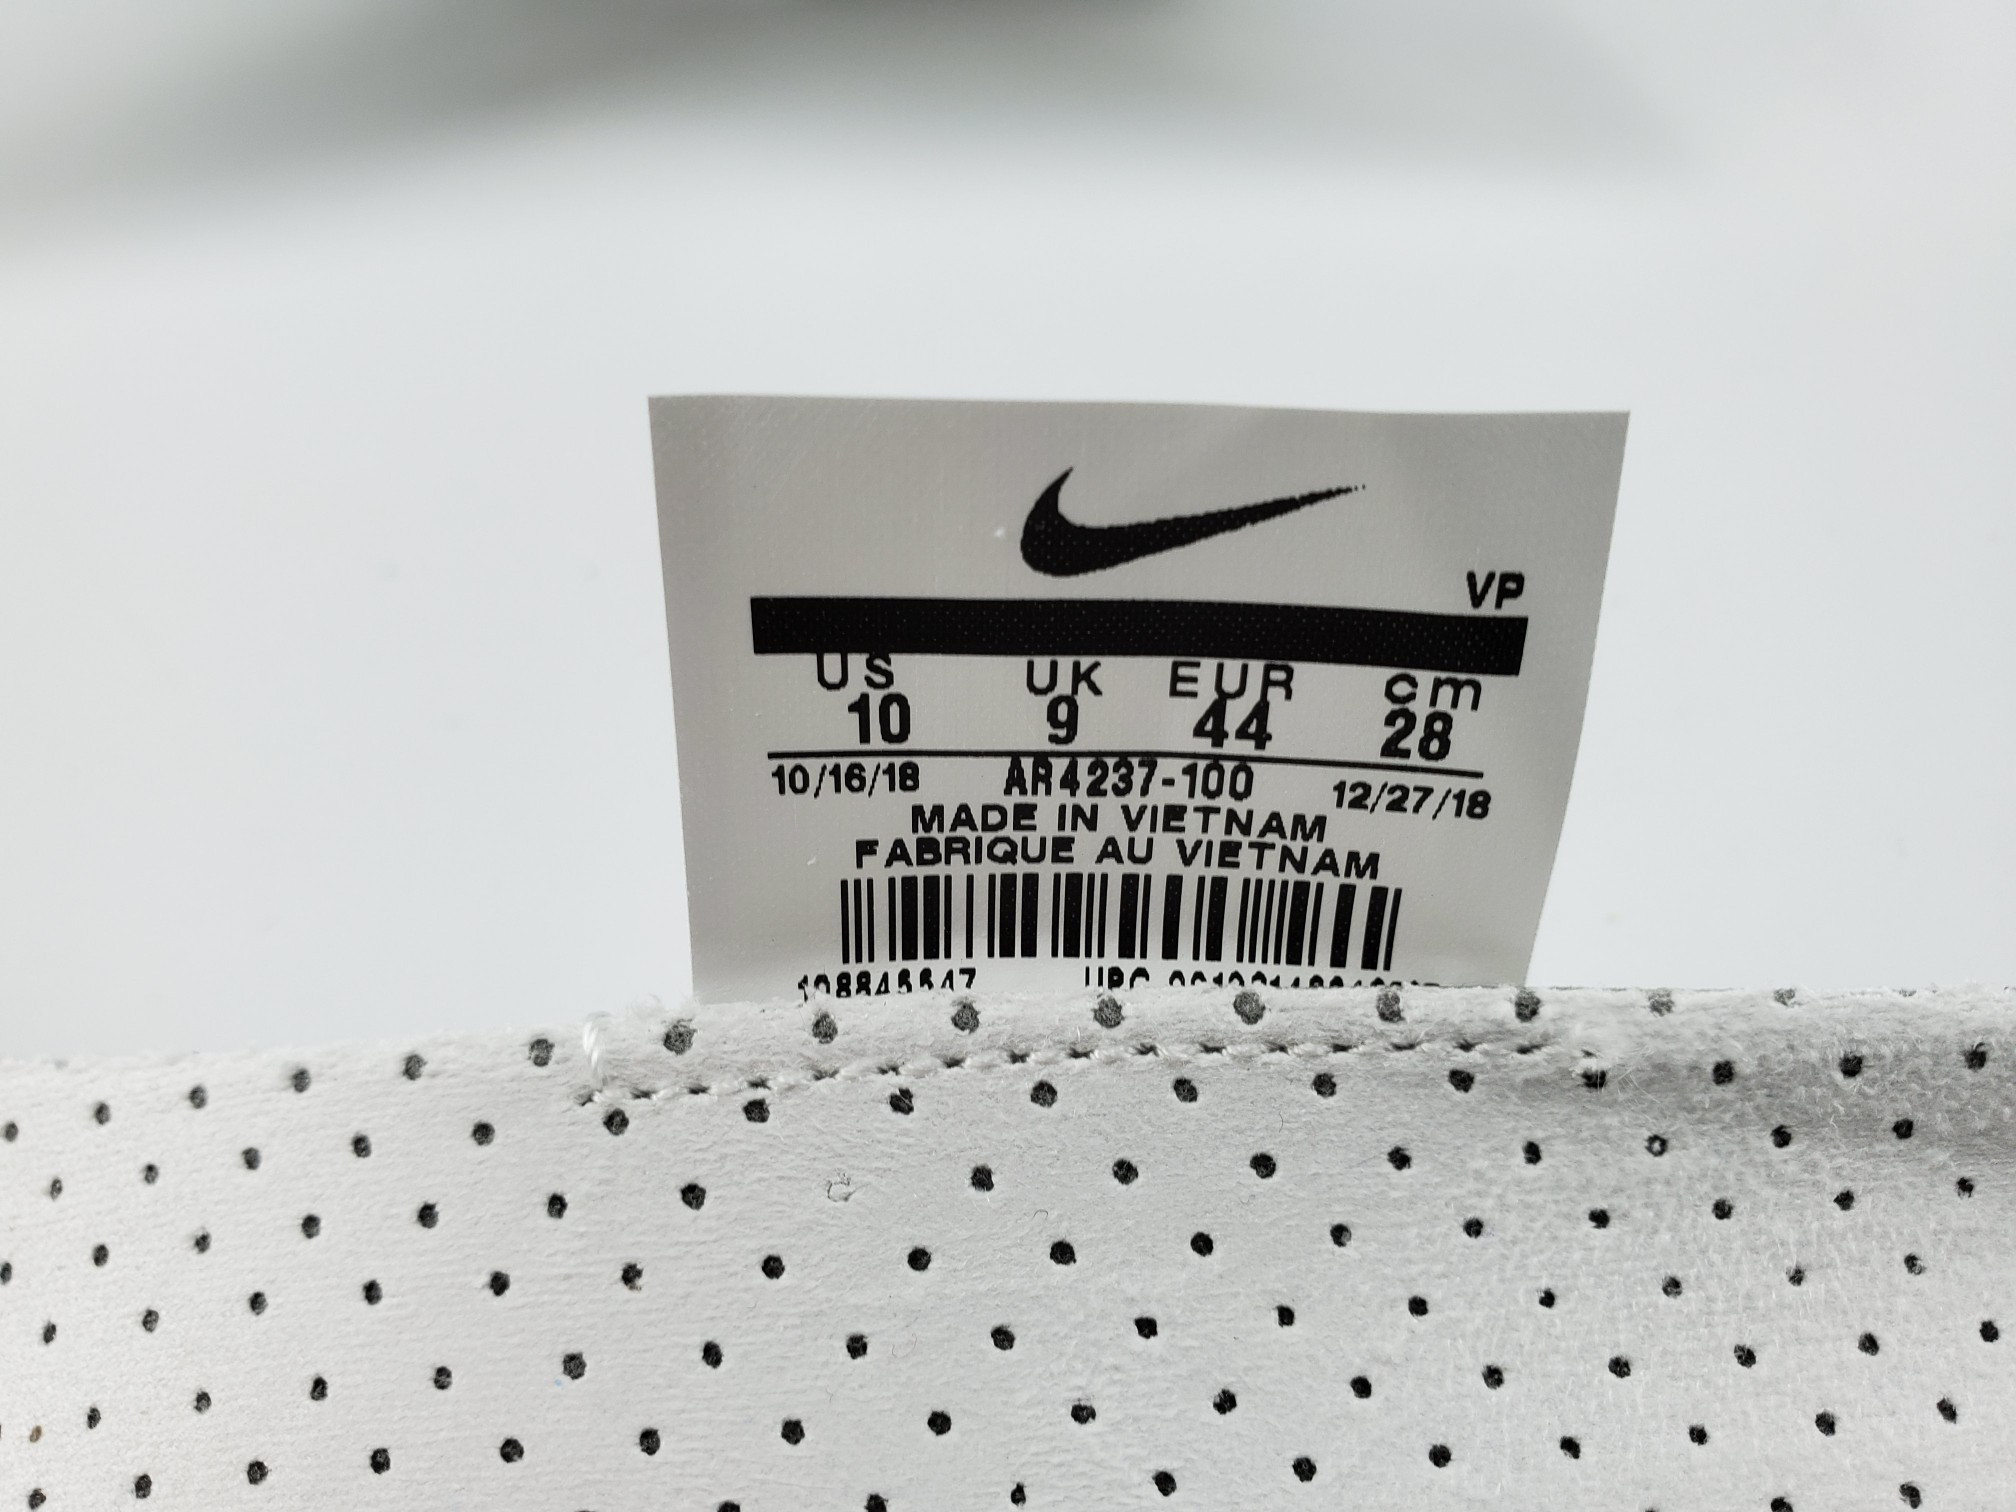 VP
US UK EUR cm
10 9 44 28
10/16/18 AR4237-100 12/27/18
MADE IN VIETNAM
FABRIQUE AU VIETNAM
UPC